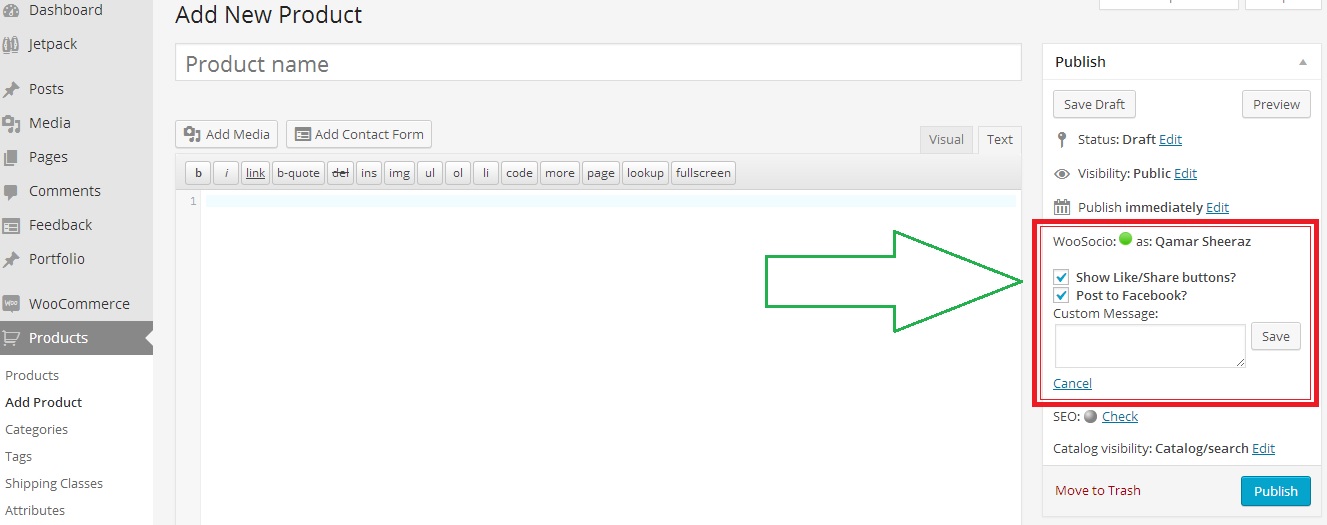 Dashboard
Jetpack
Posts
Media
Pages
Comments
Feedback
Portfolio
WOO WooCommerce
Products
Products
Add Product
Categories
Tags
Shipping Classes
Attributes
Add New Product
Product name
Add Media
Add Contact Form
Visual
Text
b i link b-quote del ins img ul ol li code more page lookup fullscreen
1
Publish
Save Draft
Preview
Status: Draft Edit
Visibility: Public Edit
Publish immediately Edit
WooSocio: as: Qamar Sheeraz
Show Like/Share buttons?
Post to Facebook?
Custom Message:
Save
Cancel
SEO: Check
Catalog visibility: Catalog/search Edit
Move to Trash
Publish